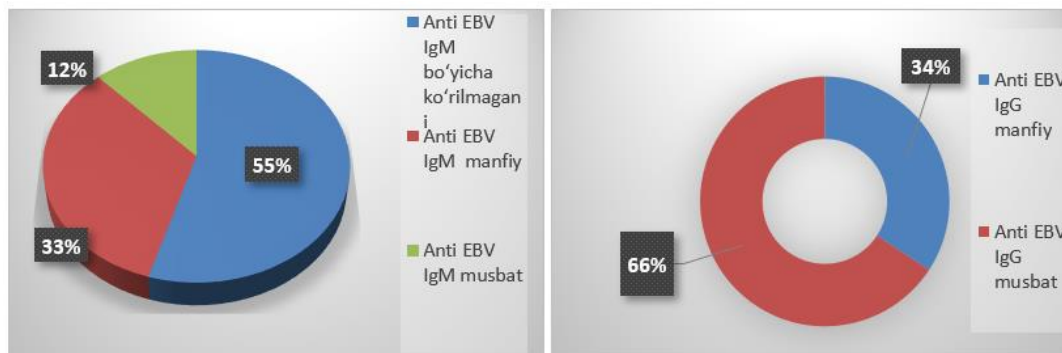 Anti EBV
IgM
bo‘yicha
ko‘rilmagan
i
Anti EBV
IgM manfiy
Anti EBV
IgM musbat
12%
55%
33%
34%
66%
Anti EBV
IgG
manfiy
Anti EBV
IgG
musbat